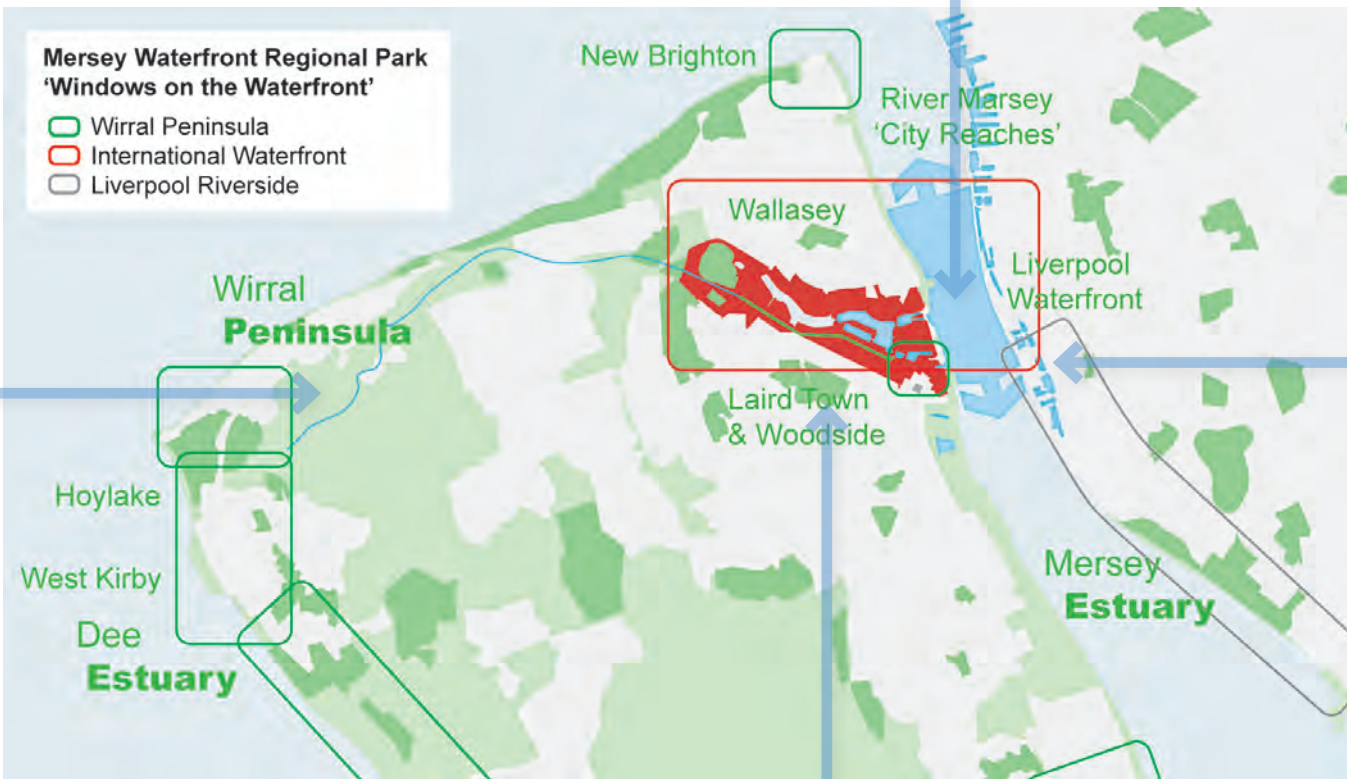 Mersey Waterfront Regional Park
'Windows on the Waterfront'
Wirral Peninsula
International Waterfront
Liverpool Riverside
New Brighton
River Marsey
'City Reaches'
Wallasey
Liverpool
Waterfront
Wirral
Peninsula
Laird Town
& Woodside
Hoylake
West Kirby
Dee
Estuary
Mersey
Estuary